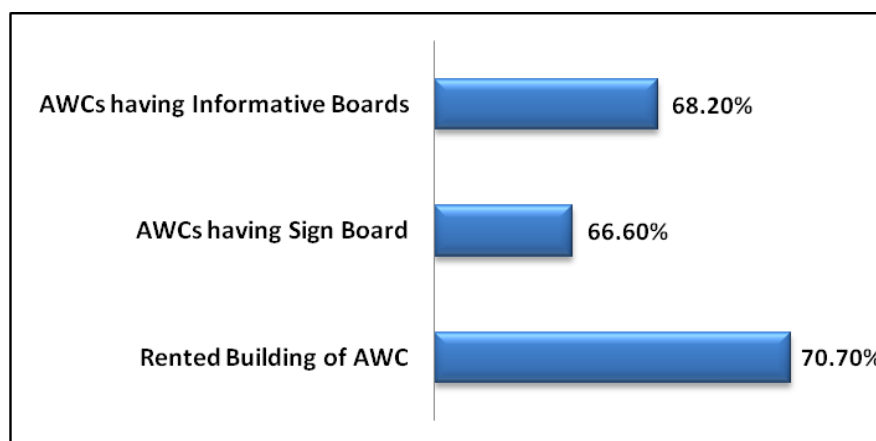 AWCs having Informative Boards
68.20%
AWCs having Sign Board
66.60%
Rented Building of AWC
70.70%